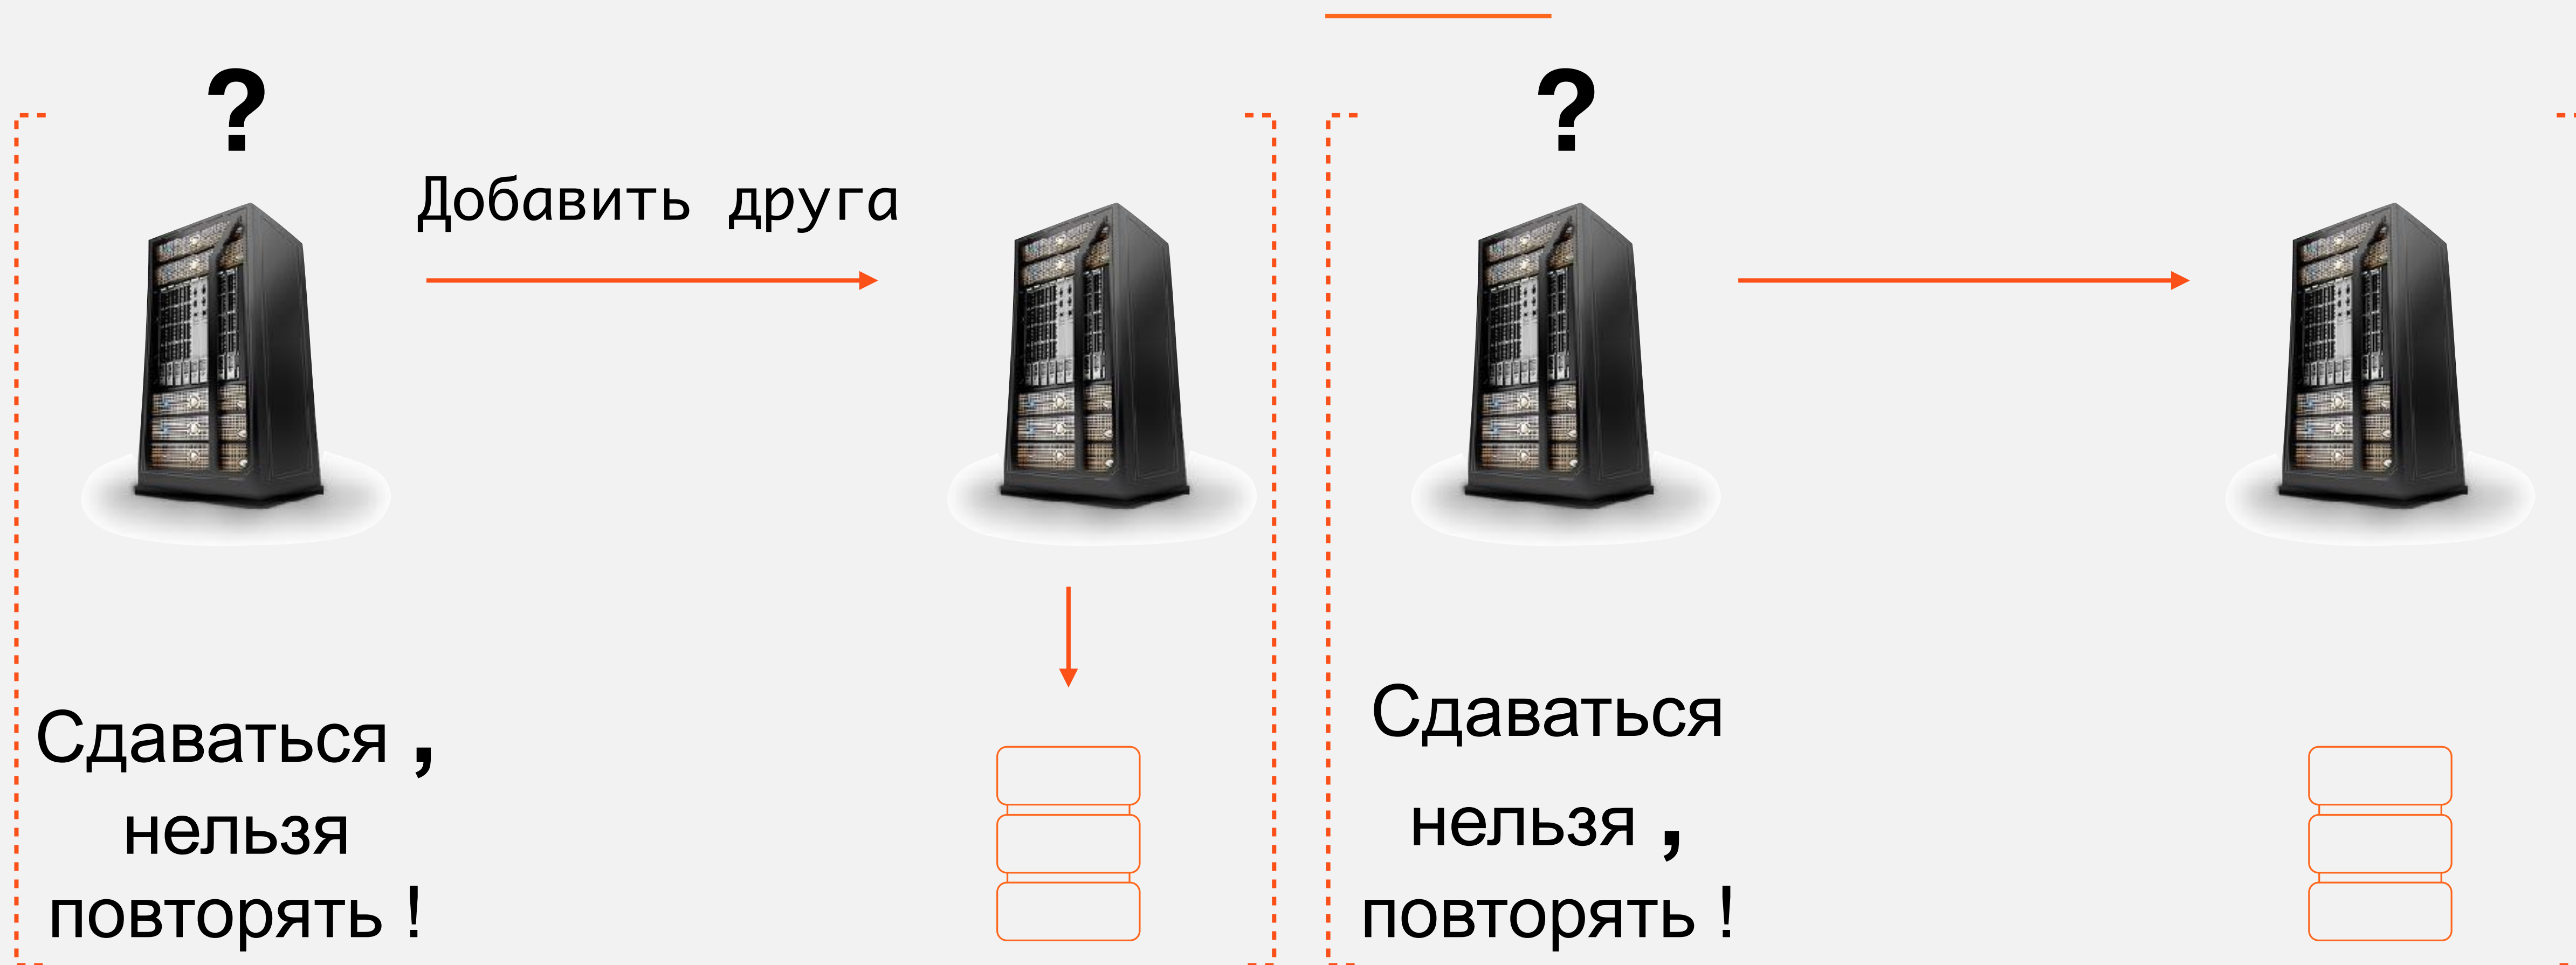 ?
Добавить друга
Сдаваться ,
нельзя
повторять !
?
Сдаваться
нельзя ,
повторять !